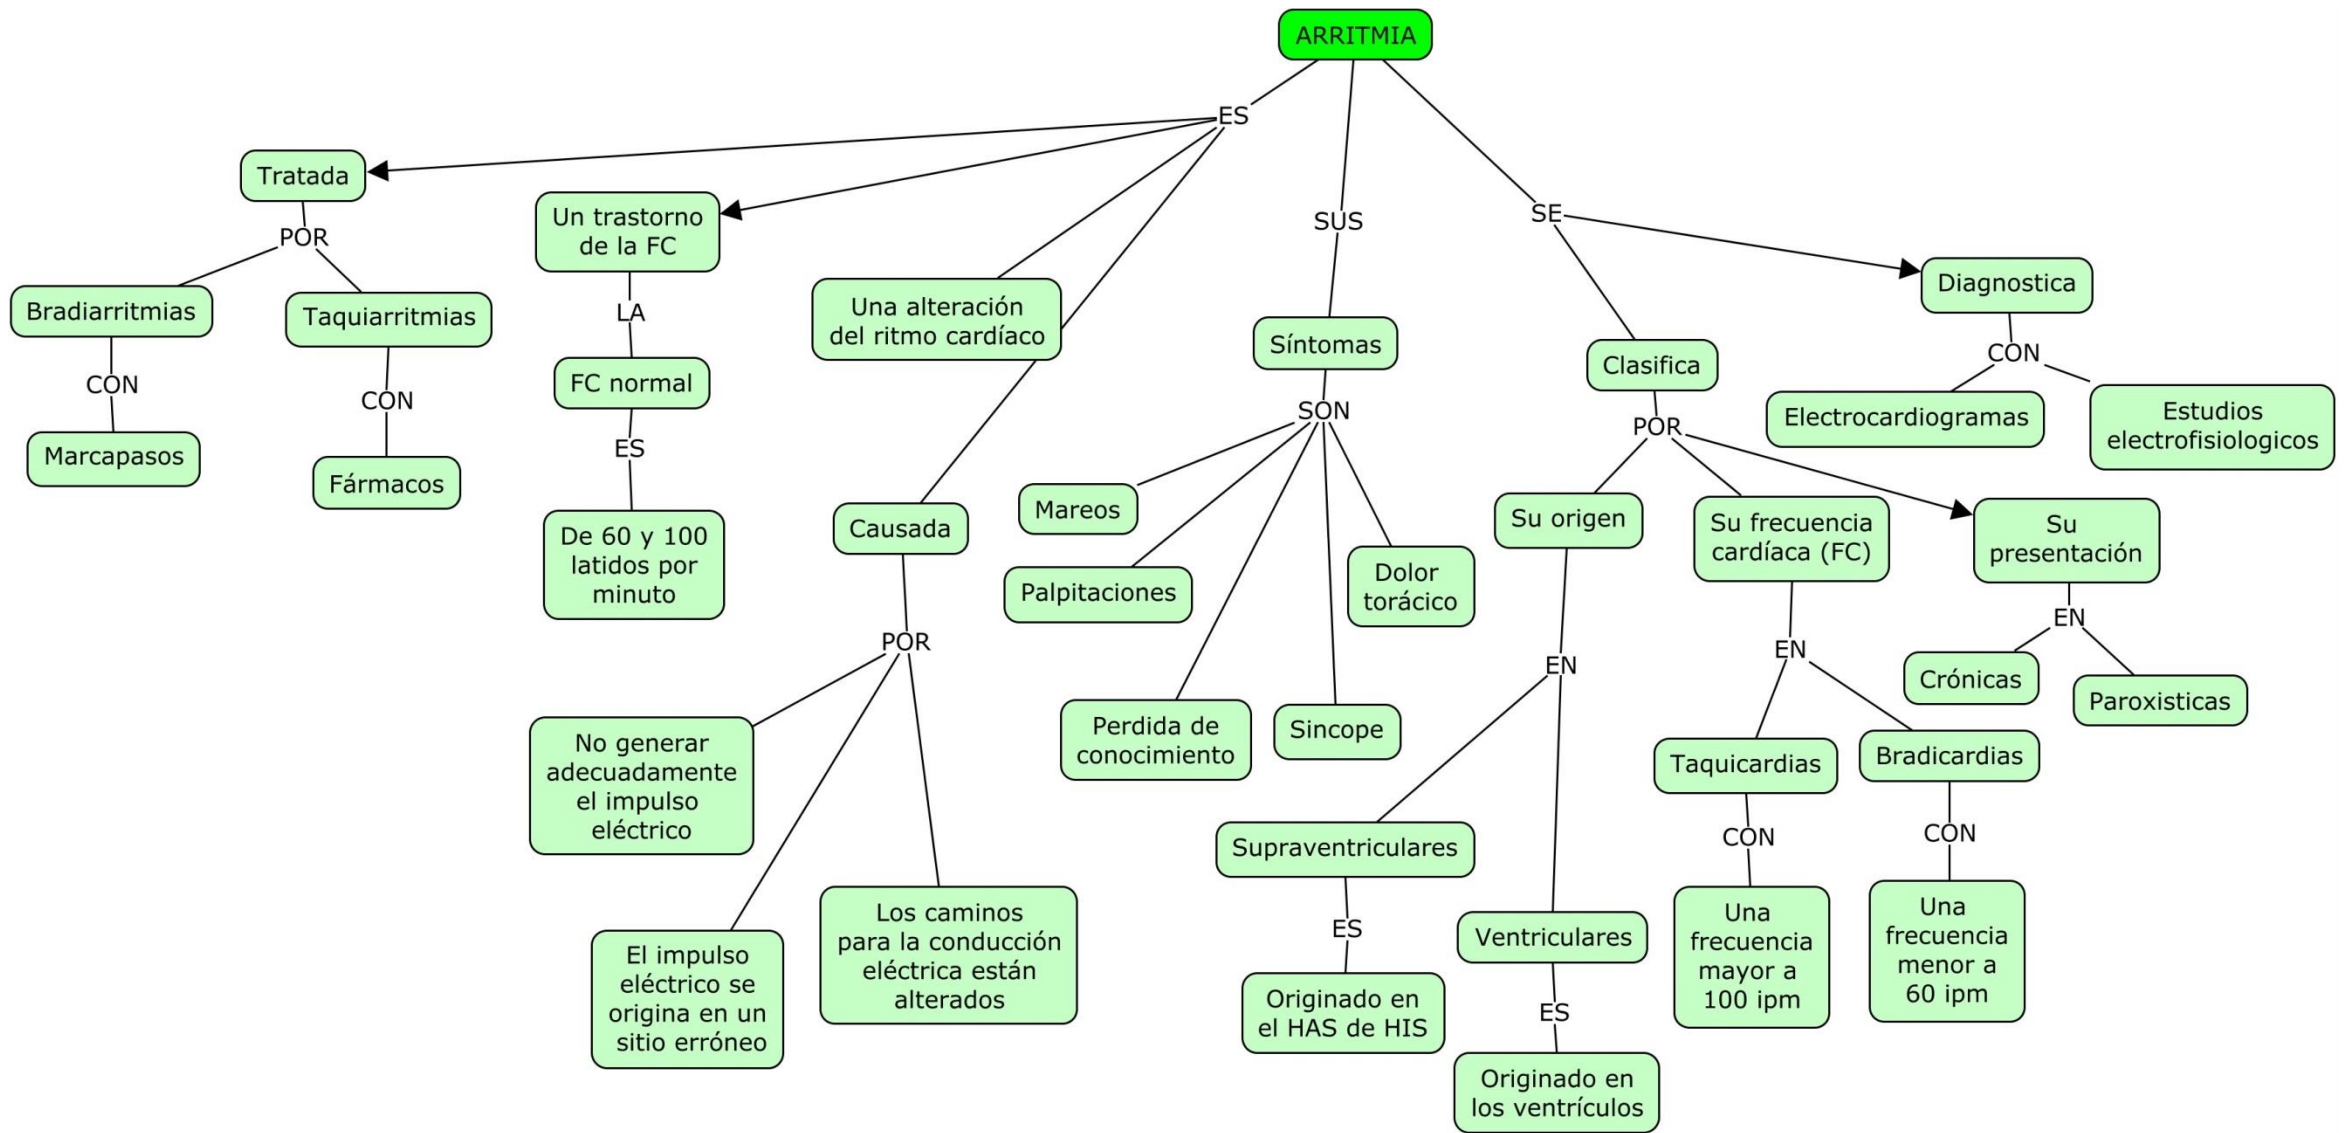 ARRITMIA
ES
Tratada
POR
Bradiarritmias
CON
Marcapasos
Taquiarritmias
CON
Fármacos
Un trastorno
de la FC
LA
FC normal
ES
De 60 y 100
latidos por
minuto
Una alteración
del ritmo cardíaco
Causada
POR
No generar
adecuadamente
el impulso
eléctrico
El impulso
eléctrico se
origina en un
sitio erróneo
Los caminos
para la conducción
eléctrica están
alterados
SUS
Síntomas
SON
Mareos
Palpitaciones
Perdida de
conocimiento
Sincope
Dolor
torácico
SE
Clasifica
POR
Su origen
EN
Supraventriculares
ES
Originado en
el HAS de HIS
Ventriculares
ES
Originado en
los ventrículos
Su frecuencia
cardíaca (FC)
EN
Taquicardias
CON
Una
frecuencia
mayor a
100 ipm
Bradicardias
CON
Una
frecuencia
menor a
60 ipm
Su
presentación
EN
Crónicas
Paroxisticas
Diagnostica
CON
Electrocardiogramas
Estudios
electrofisiologicos